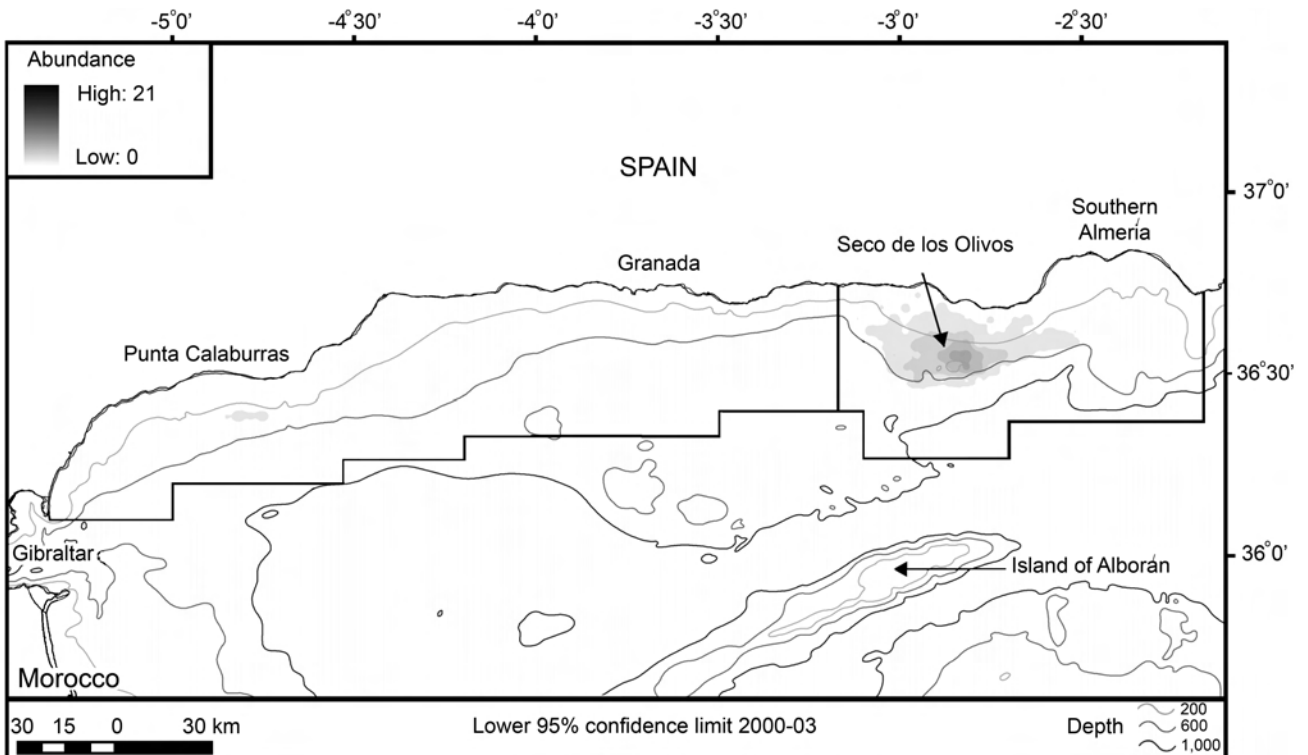 -5°0' -4°30' -4°0' -3°30' -3°0' -2°30'
Abundance
High: 21
Low: 0
SPAIN
37°0'
Southern
Almería
Seco de los Olivos
Granada
Punta Calaburras
36°30'
Gibraltar
36°0'
Island of Alborán
Morocco
30 15 0 30 km
Lower 95% confidence limit 2000-03
Depth
200
600
1,000